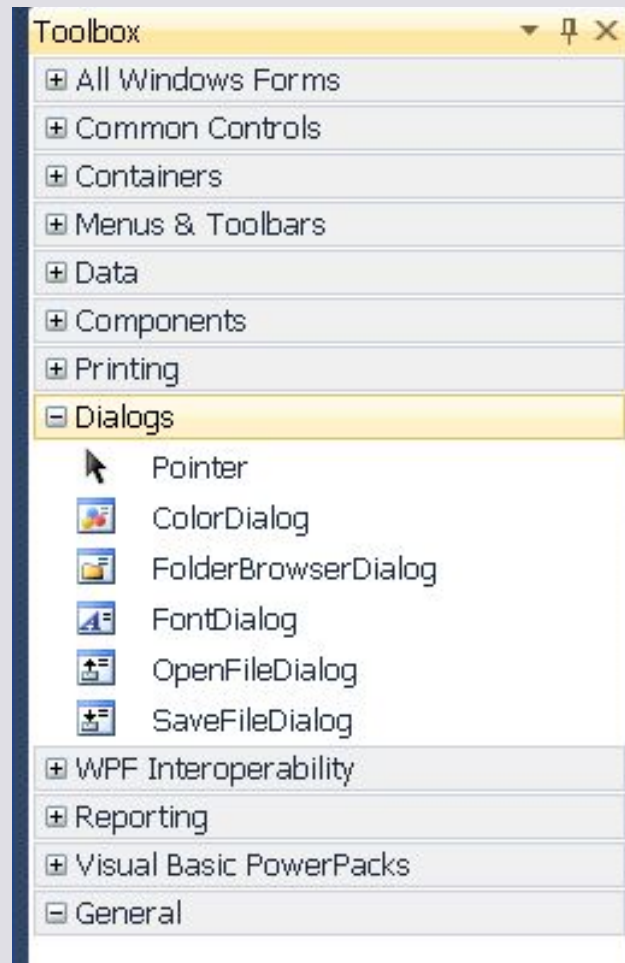 Toolbox
All Windows Forms
Common Controls
Containers
Menus & Toolbars
Data
Components
Printing
Dialogs
Pointer
ColorDialog
FolderBrowserDialog
FontDialog
OpenFileDialog
SaveFileDialog
WPF Interoperability
Reporting
Visual Basic PowerPacks
General